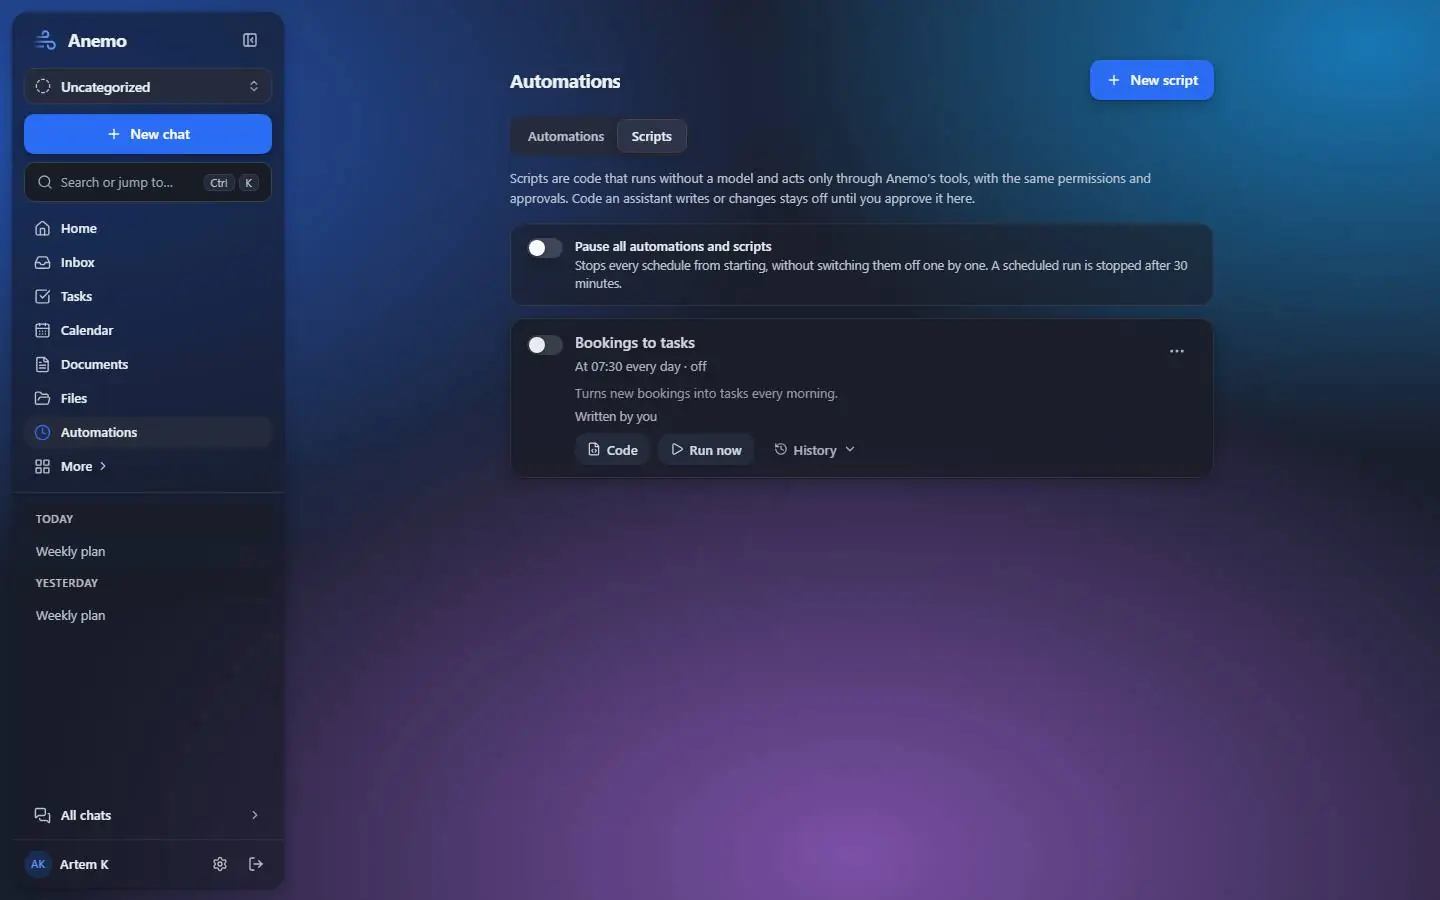 Anemo
Uncategorized
New chat
Search or jump to... Ctrl K
Home
Inbox
Tasks
Calendar
Documents
Files
Automations
More
TODAY
Weekly plan
YESTERDAY
Weekly plan
All chats
AK Artem K
Automations
New script
Automations Scripts
Scripts are code that runs without a model and acts only through Anemo's tools, with the same permissions and
approvals. Code an assistant writes or changes stays off until you approve it here.
Pause all automations and scripts
Stops every schedule from starting, without switching them off one by one. A scheduled run is stopped after 30
minutes.
Bookings to tasks
At 07:30 every day · off
Turns new bookings into tasks every morning.
Written by you
Code Run now History